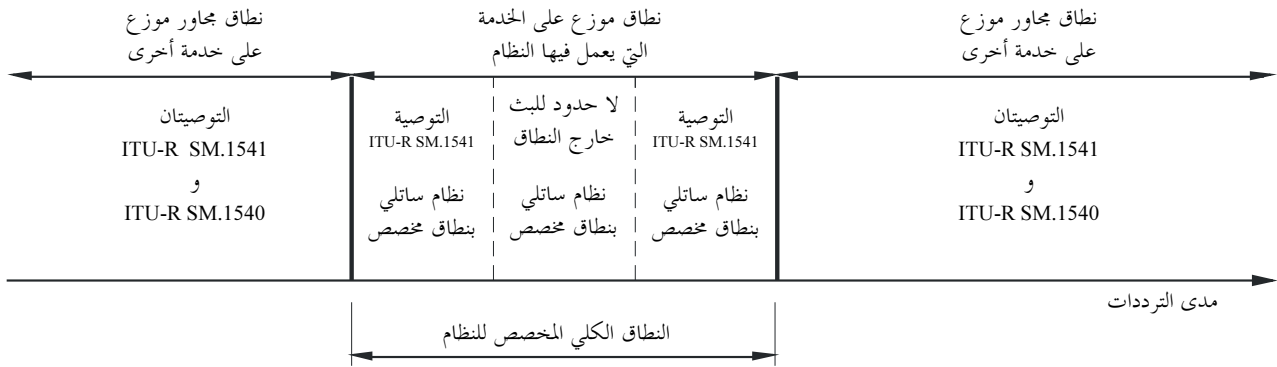 نطاق مجاور موزع
على خدمة أخرى
نطاق موزع على الخدمة
التي يعمل فيها النظام
نطاق مجاور موزع
على خدمة أخرى
التوصيتان
ITU-R SM.1541
و
ITU-R SM.1540
التوصية
ITU-R SM.1541
نظام ساتلي
بنطاق مخصص
لا حدود للبث
خارج النطاق
نظام ساتلي
بنطاق مخصص
التوصية
ITU-R SM.1541
نظام ساتلي
بنطاق مخصص
التوصيتان
ITU-R SM.1541
و
ITU-R SM.1540
مدى الترددات
النطاق الكلي المخصص للنظام